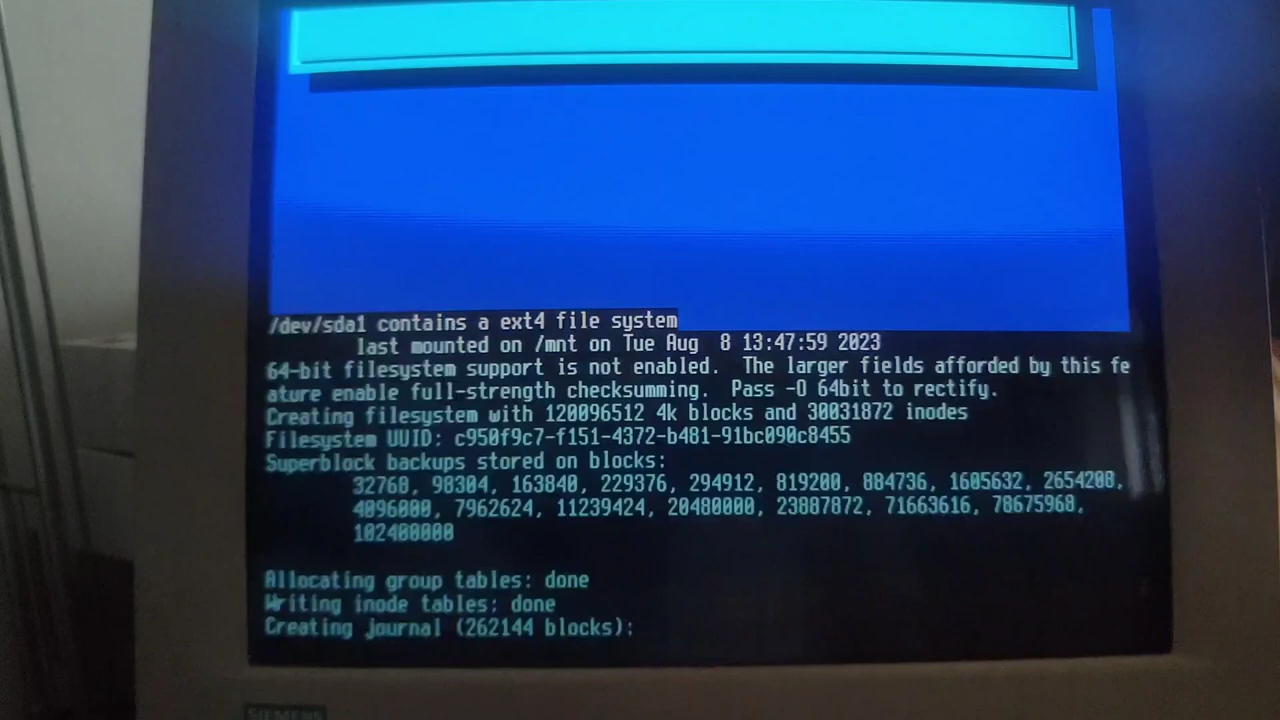 /dev/sda1 contains a ext4 file system
last mounted on /mnt on Tue Aug  8 13:47:59 2023
64-bit filesystem support is not enabled.  The larger fields afforded by this fe
ature enable full-strength checksumming.  Pass -O 64bit to rectify.
Creating filesystem with 120096512 4k blocks and 30031872 inodes
Filesystem UUID: c950f9c7-f151-4372-b481-91bc090c8455
Superblock backups stored on blocks:
32768, 98304, 163840, 229376, 294912, 819200, 884736, 1605632, 2654208,
4096000, 7962624, 11239424, 20480000, 23887872, 71663616, 78675968,
102400000
Allocating group tables: done
Writing inode tables: done
Creating journal (262144 blocks):
SIEMENS